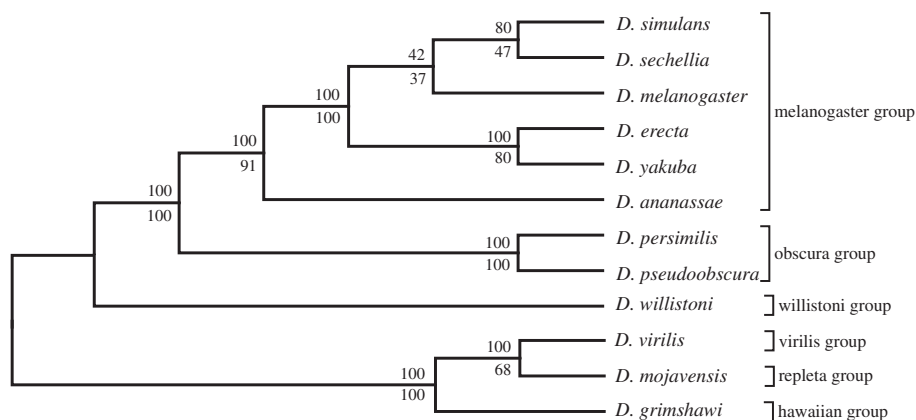 80
D. simulans
42
47
D. sechellia
37
100
D. melanogaster
melanogaster group
100
100
D. erecta
100
80
D. yakuba
91
100
D. ananassae
100
100
D. persimilis
obscura group
100
D. pseudoobscura
D. willistoni
willistoni group
100
D. virilis
virilis group
100
68
D. mojavensis
repleta group
100
D. grimshawi
hawaiian group